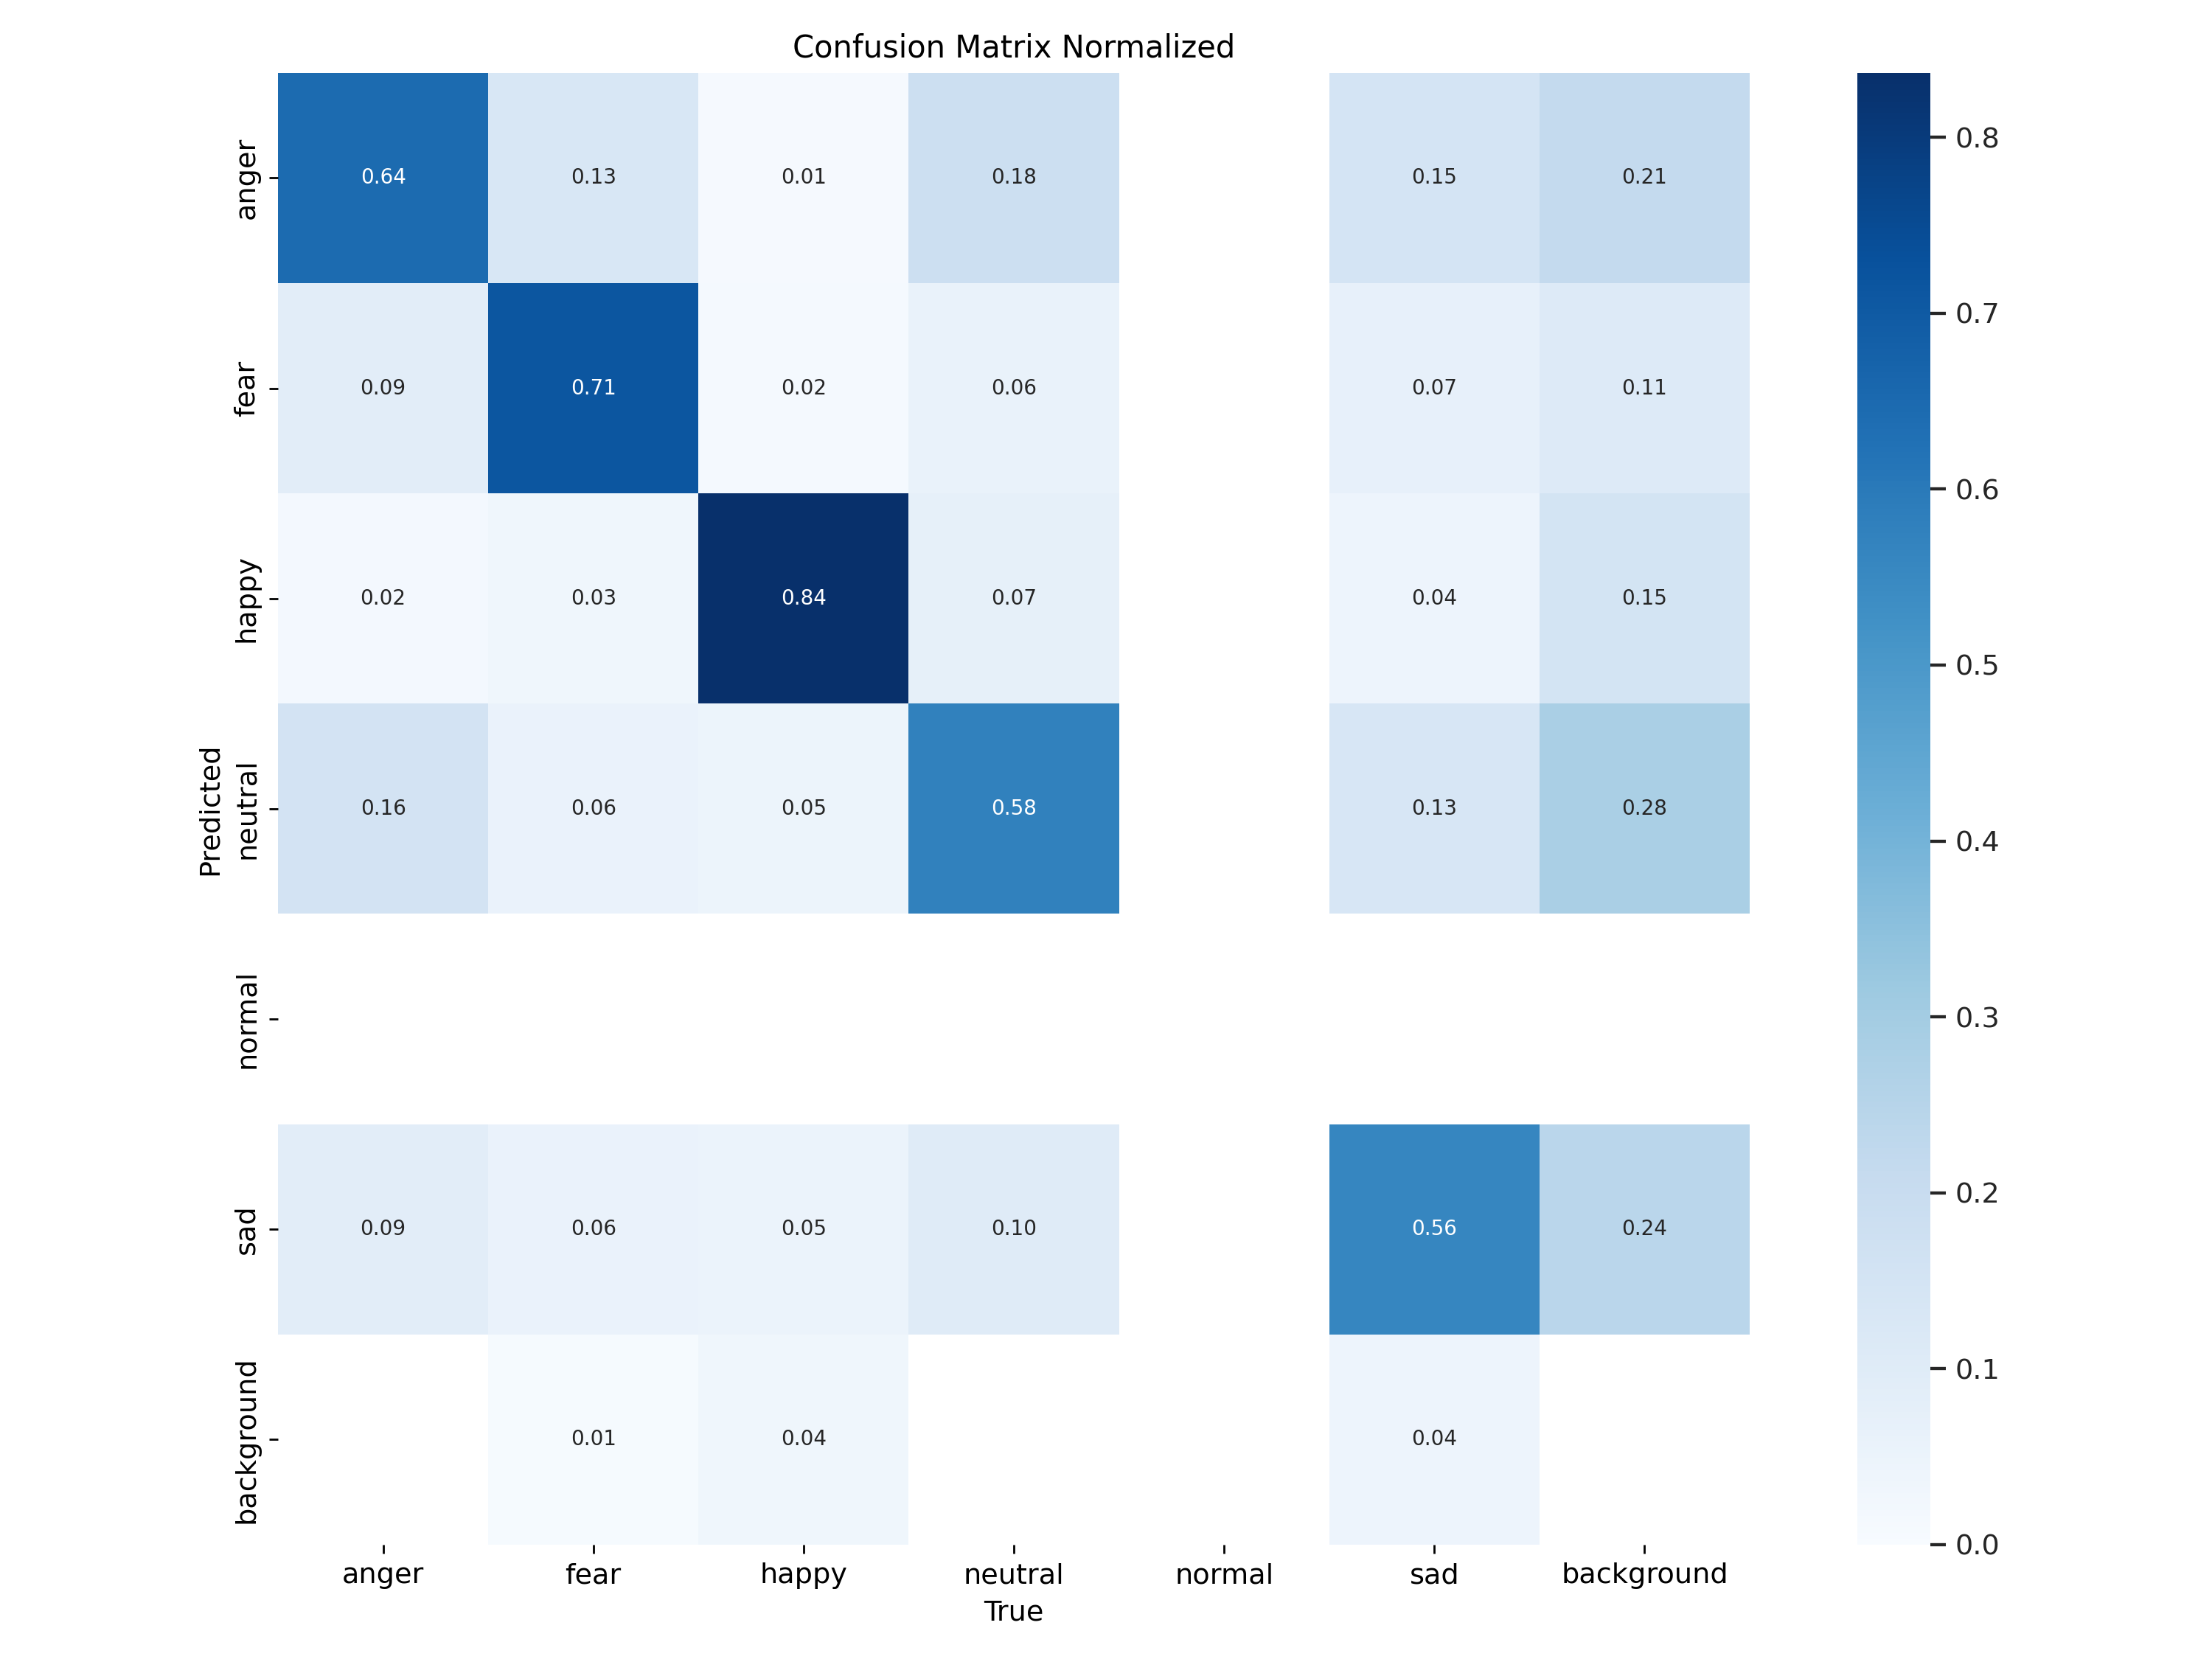 Confusion Matrix Normalized
anger 0.64 0.13 0.01 0.18 0.15 0.21
fear 0.09 0.71 0.02 0.06 0.07 0.11
happy 0.02 0.03 0.84 0.07 0.04 0.15
Predicted
neutral 0.16 0.06 0.05 0.58 0.13 0.28
normal
sad 0.09 0.06 0.05 0.10 0.56 0.24
background 0.01 0.04 0.04
anger fear happy neutral normal sad background
True
0.8
0.7
0.6
0.5
0.4
0.3
0.2
0.1
0.0